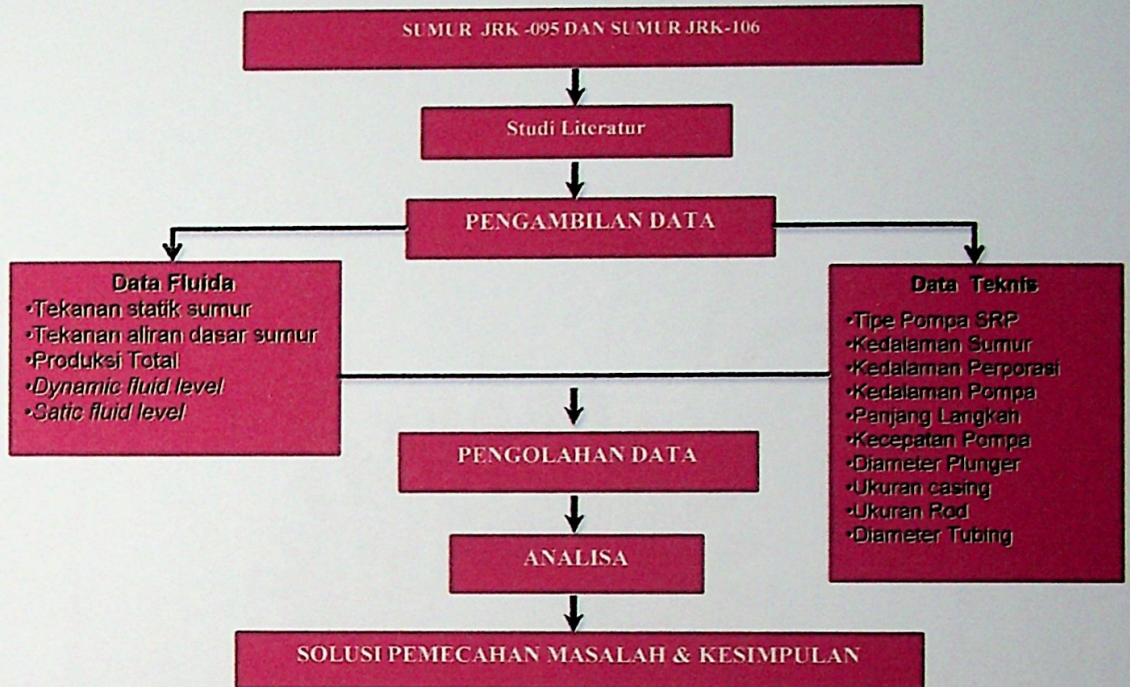 SUMUR JRK -095 DAN SUMUR JRK-106
Studi Literatur
PENGAMBILAN DATA
Data Fluida
•Tekanan statik sumur
•Tekanan aliran dasar sumur
•Produksi Total
•Dynamic fluid level
•Satic fluid level
Data Teknis
•Tipe Pompa SRP
•Kedalaman Sumur
•Kedalaman Perporasi
•Kedalaman Pompa
•Panjang Langkah
•Kecepatan Pompa
•Diameter Plunger
•Ukuran casing
•Ukuran Rod
•Diameter Tubing
PENGOLAHAN DATA
ANALISA
SOLUSI PEMECAHAN MASALAH & KESIMPULAN